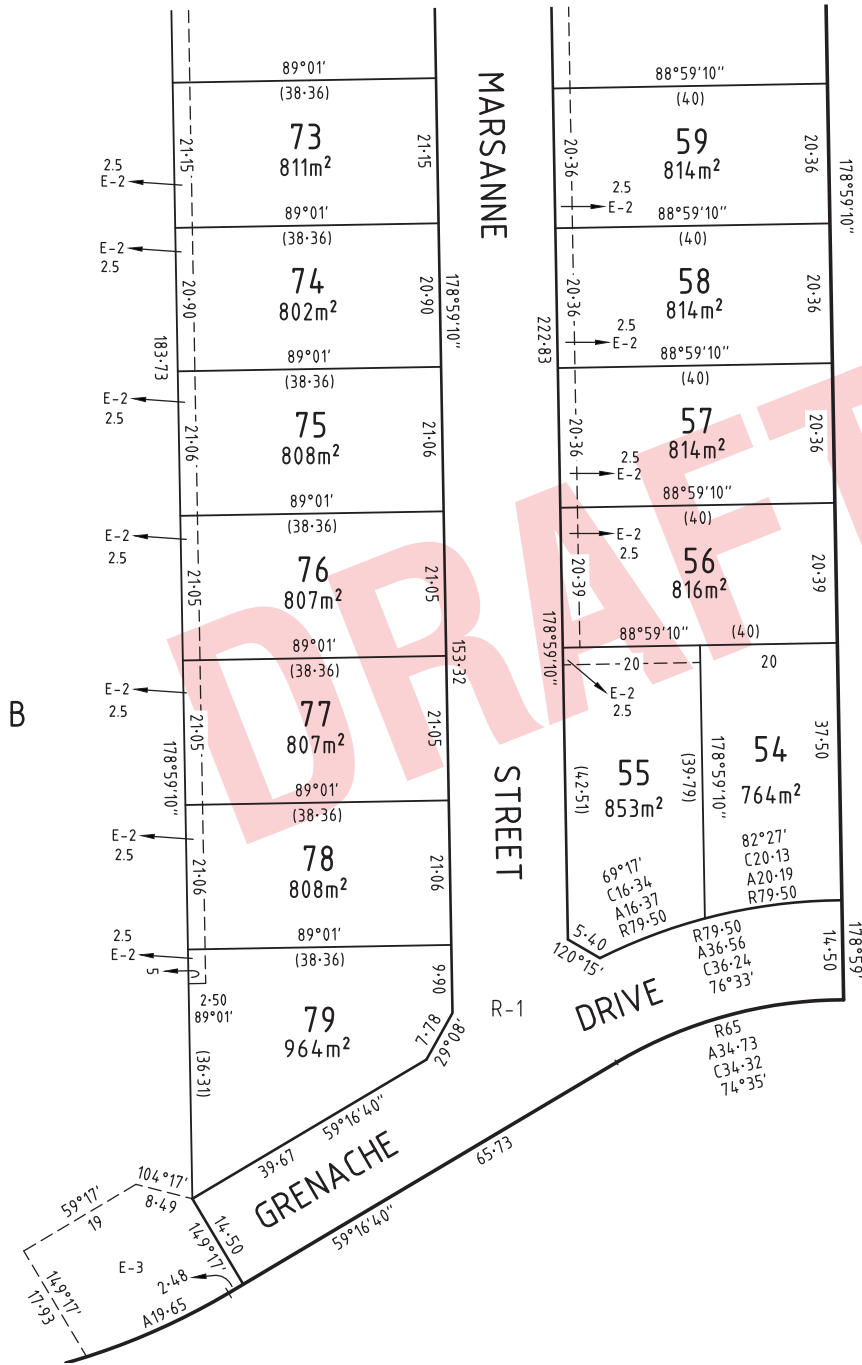 89°01'
(38·36)
73
811m²
21·15
21·15
2.5
E-2
89°01'
(38·36)
E-2
2.5
74
802m²
20·90
20·90
178°59'10"
183·73
89°01'
(38·36)
E-2
2.5
75
808m²
21·06
21·06
89°01'
(38·36)
E-2
2.5
76
807m²
21·05
21·05
89°01'
(38·36)
153·32
E-2
2.5
77
807m²
21·05
21·05
178°59'10"
B
89°01'
(38·36)
E-2
2.5
78
808m²
21·06
21·06
89°01'
(38·36)
2.5
E-2
5
2·50
89°01'
79
964m²
9·90
7·78
29°08'
(36·31)
39·67
59°16'40"
MARSANNE
STREET
88°59'10"
(40)
59
814m²
20·36
20·36
178°59'10"
2.5
E-2
88°59'10"
(40)
58
814m²
20·36
20·36
222·83
2.5
E-2
88°59'10"
(40)
57
814m²
20·36
20·36
2.5
E-2
88°59'10"
(40)
E-2
2.5
56
816m²
20·39
20·39
88°59'10"
(40)
178°59'10"
20
20
E-2
2.5
55
853m²
(42·51)
(39·79)
178°59'10"
54
764m²
37·50
69°17'
C16·34
A16·37
R79·50
82°27'
C20·13
A20·19
R79·50
5·40
120°15'
R79·50
A36·56
C36·24
76°33'
14·50
178°59'
R-1
GRENACHE
DRIVE
R65
A34·73
C34·32
74°35'
65·73
59°16'40"
14·50
149°17'
104°17'
8·49
59°17'
19
E-3
149°17'
17·93
2·48
A19·65
DRAFT